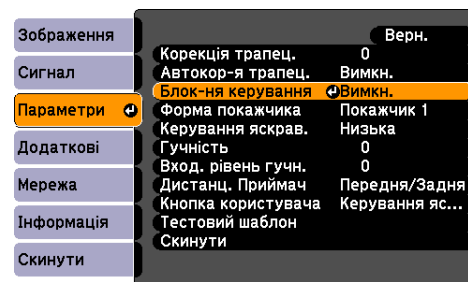 Зображення
Сигнал
Параметри
Додаткові
Мережа
Інформація
Скинути
Верн.
Корекція трапец. 0
Автокор-я трапец. Вимкн.
Блок-ня керування Вимкн.
Форма покажчика Покажчик 1
Керування яскрав. Низька
Гучність 0
Вход. рівень гучн. 0
Дистанц. Приймач Передня/Задня
Кнопка користувача Керування яс...
Тестовий шаблон
Скинути